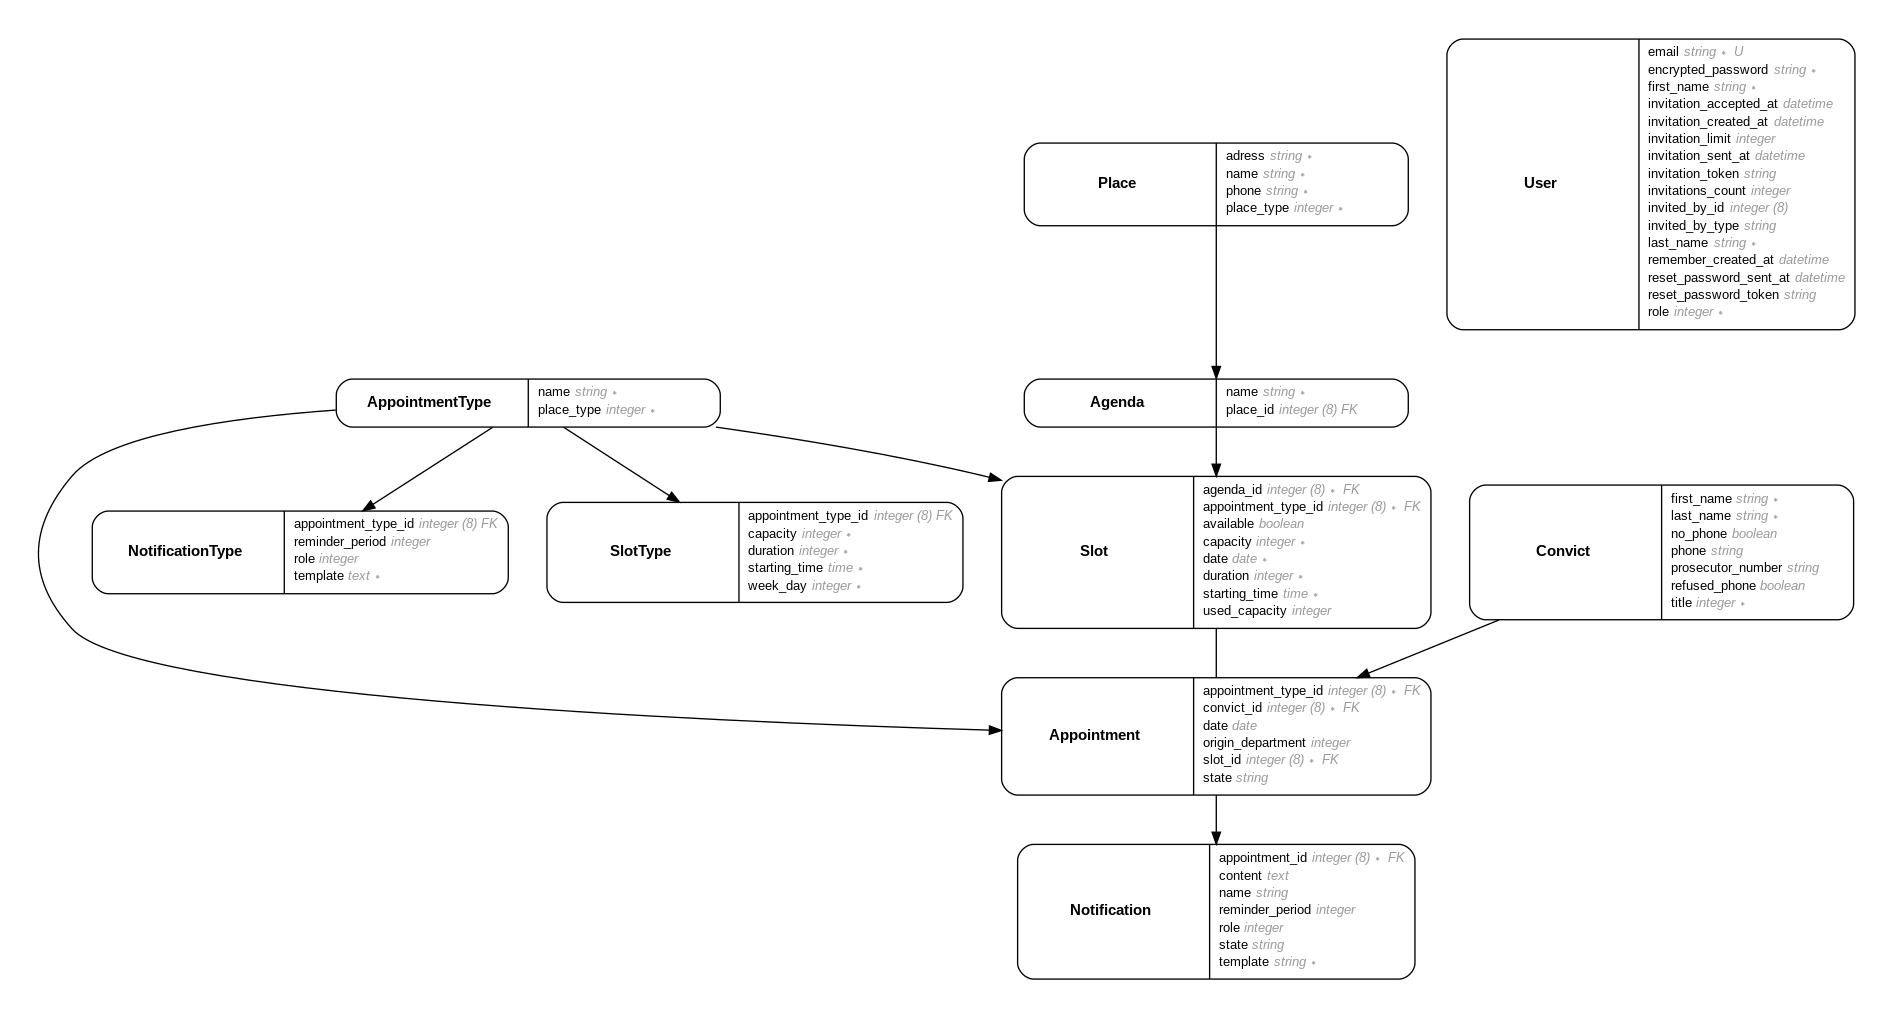 User
email string • U
encrypted_password string •
first_name string •
invitation_accepted_at datetime
invitation_created_at datetime
invitation_limit integer
invitation_sent_at datetime
invitation_token string
invitations_count integer
invited_by_id integer (8)
invited_by_type string
last_name string •
remember_created_at datetime
reset_password_sent_at datetime
reset_password_token string
role integer •
Place
adress string •
name string •
phone string •
place_type integer •
AppointmentType
name string •
place_type integer •
Agenda
name string •
place_id integer (8) FK
NotificationType
appointment_type_id integer (8) FK
reminder_period integer
role integer
template text •
SlotType
appointment_type_id integer (8) FK
capacity integer •
duration integer •
starting_time time •
week_day integer •
Slot
agenda_id integer (8) • FK
appointment_type_id integer (8) • FK
available boolean
capacity integer •
date date •
duration integer •
starting_time time •
used_capacity integer
Convict
first_name string •
last_name string •
no_phone boolean
phone string
prosecutor_number string
refused_phone boolean
title integer •
Appointment
appointment_type_id integer (8) • FK
convict_id integer (8) • FK
date date
origin_department integer
slot_id integer (8) • FK
state string
Notification
appointment_id integer (8) • FK
content text
name string
reminder_period integer
role integer
state string
template string •